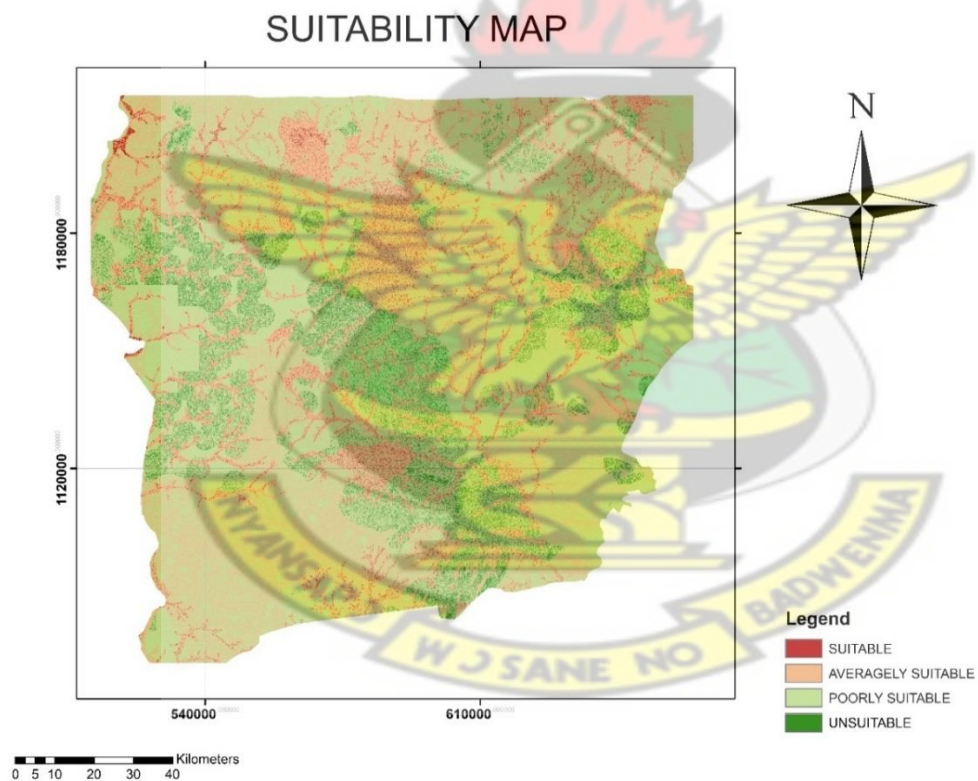 SUITABILITY MAP
N
1180000
1120000
540000
610000
NYANSAPO
WƆSANE NO
BADWENMA
Legend
SUITABLE
AVERAGELY SUITABLE
POORLY SUITABLE
UNSUITABLE
Kilometers
0 5 10 20 30 40